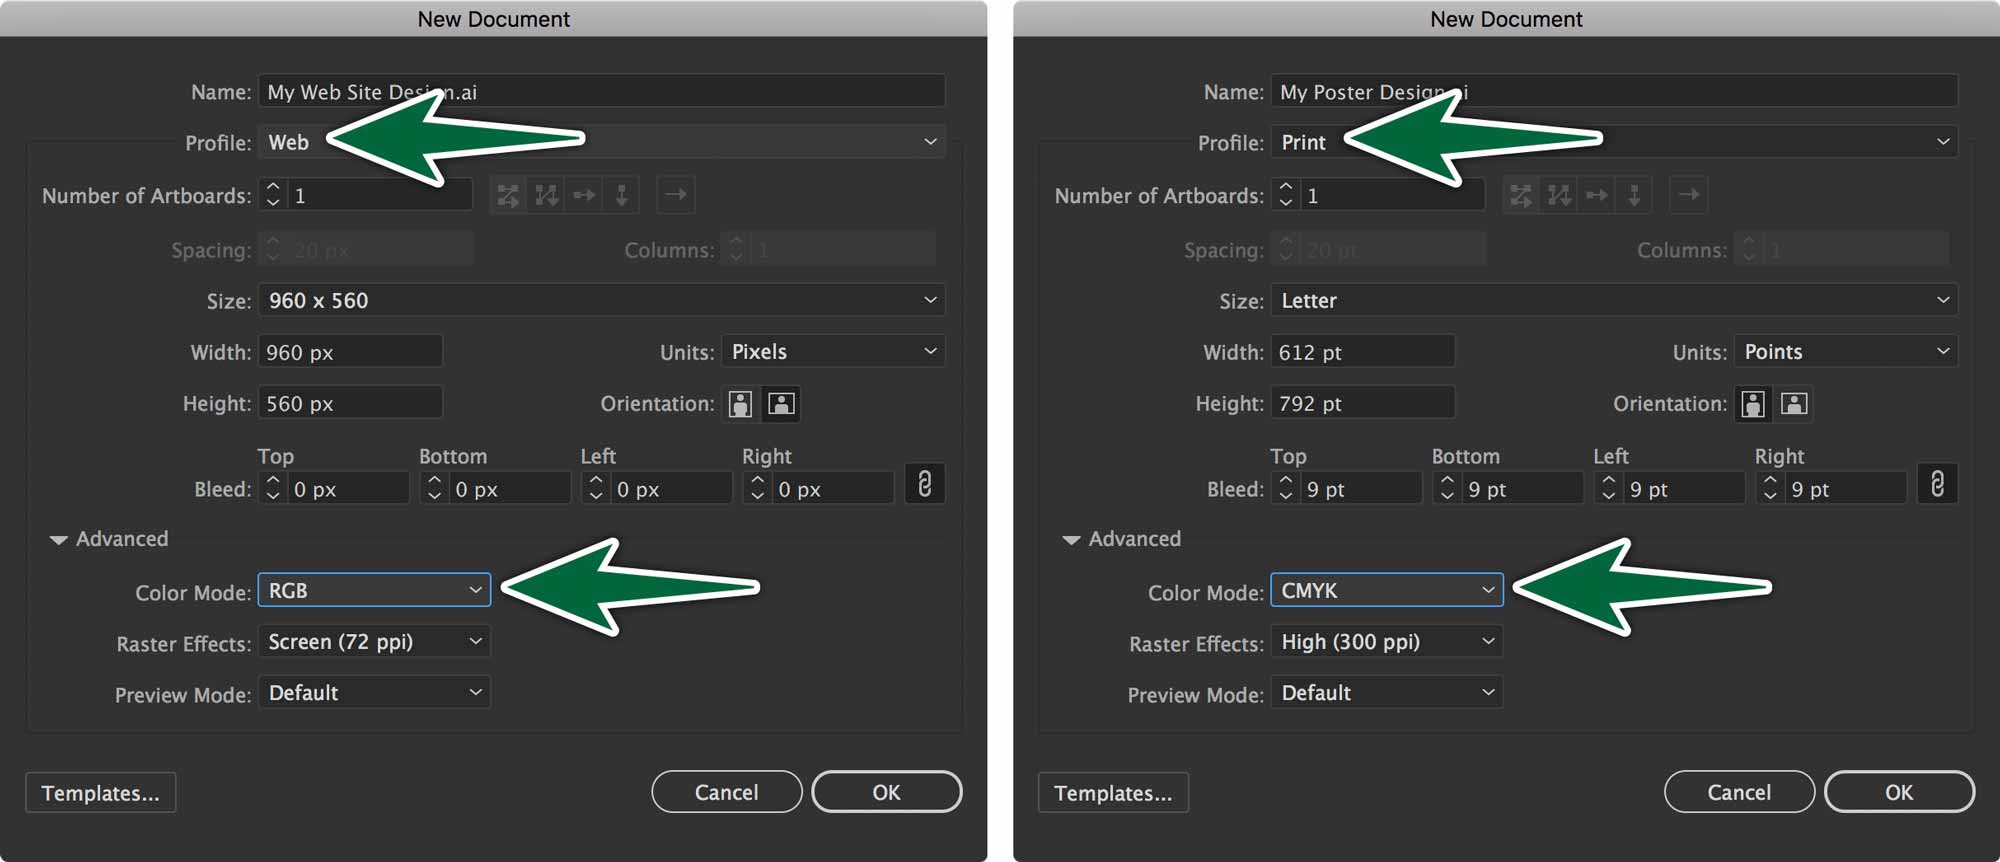 New Document
Name: My Web Site Design.ai
Profile: Web
Number of Artboards: 1
Spacing: 20 px Columns: 1
Size: 960 x 560
Width: 960 px Units: Pixels
Height: 560 px Orientation:
Top Bottom Left Right
Bleed: 0 px 0 px 0 px 0 px
Advanced
Color Mode: RGB
Raster Effects: Screen (72 ppi)
Preview Mode: Default
Templates... Cancel OK
New Document
Name: My Poster Design.ai
Profile: Print
Number of Artboards: 1
Spacing: 20 pt Columns: 1
Size: Letter
Width: 612 pt Units: Points
Height: 792 pt Orientation:
Top Bottom Left Right
Bleed: 9 pt 9 pt 9 pt 9 pt
Advanced
Color Mode: CMYK
Raster Effects: High (300 ppi)
Preview Mode: Default
Templates... Cancel OK